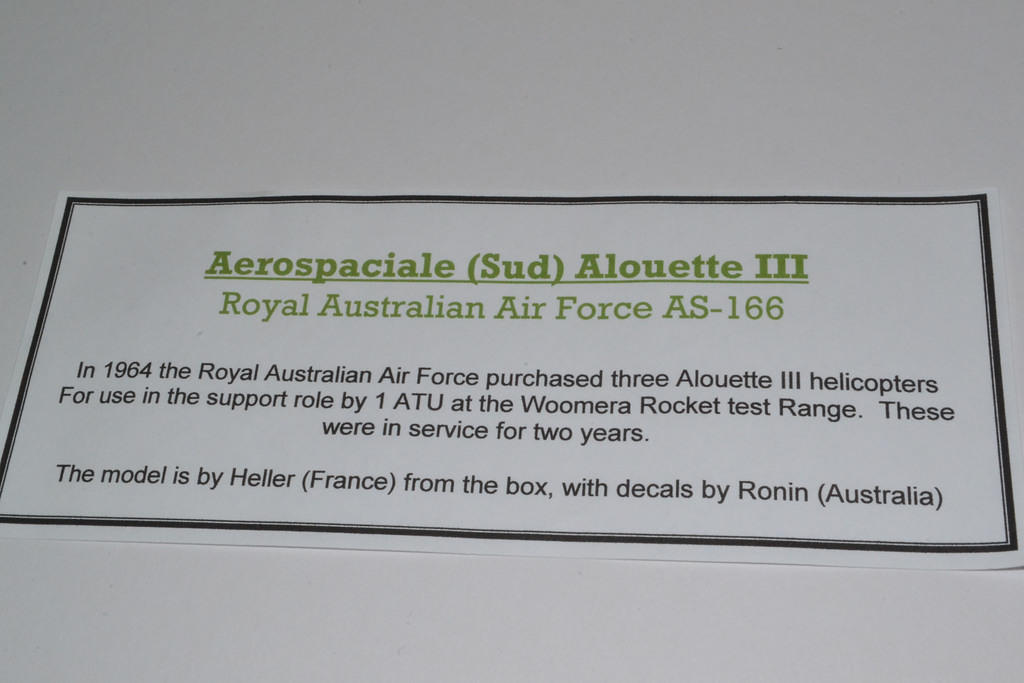 Aerospaciale (Sud) Alouette III
Royal Australian Air Force AS-166
In 1964 the Royal Australian Air Force purchased three Alouette III helicopters
For use in the support role by 1 ATU at the Woomera Rocket test Range. These
were in service for two years.
The model is by Heller (France) from the box, with decals by Ronin (Australia)